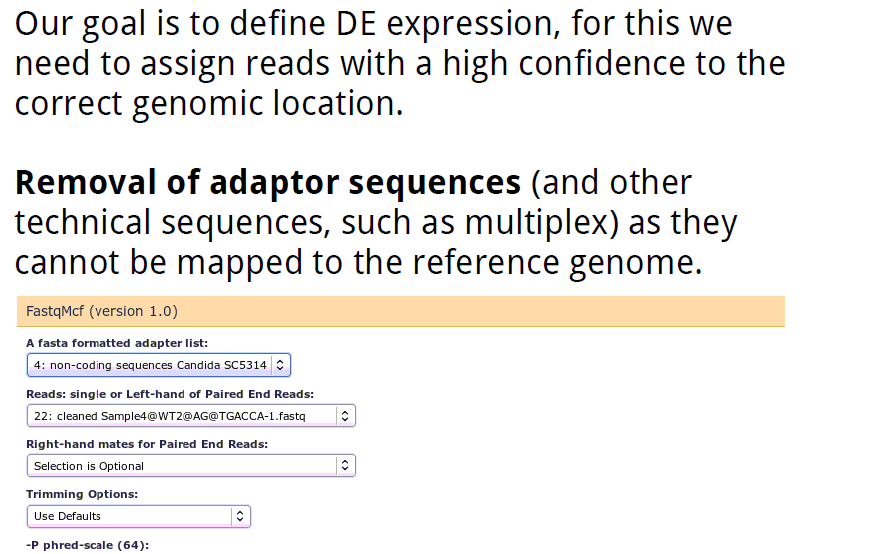 Our goal is to define DE expression, for this we
need to assign reads with a high confidence to the
correct genomic location.
Removal of adaptor sequences (and other
technical sequences, such as multiplex) as they
cannot be mapped to the reference genome.
FastqMcf (version 1.0)
A fasta formatted adapter list:
4: non-coding sequences Candida SC5314
Reads: single or Left-hand of Paired End Reads:
22: cleaned Sample4@WT2@AG@TGACCA-1.fastq
Right-hand mates for Paired End Reads:
Selection is Optional
Trimming Options:
Use Defaults
-P phred-scale (64):